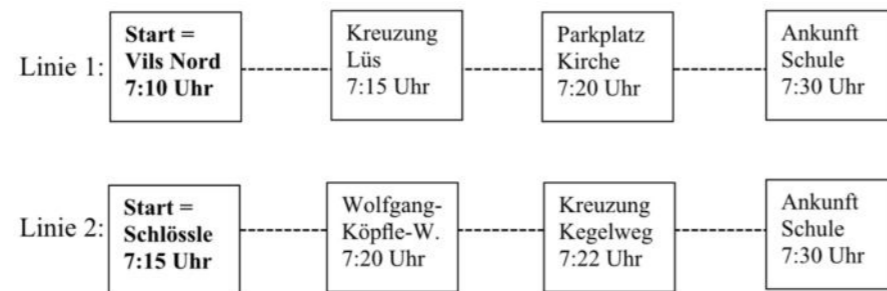 Linie 1:
Start =
Vils Nord
7:10 Uhr
Kreuzung
Lüs
7:15 Uhr
Parkplatz
Kirche
7:20 Uhr
Ankunft
Schule
7:30 Uhr
Linie 2:
Start =
Schlössle
7:15 Uhr
Wolfgang-
Köpfle-W.
7:20 Uhr
Kreuzung
Kegelweg
7:22 Uhr
Ankunft
Schule
7:30 Uhr